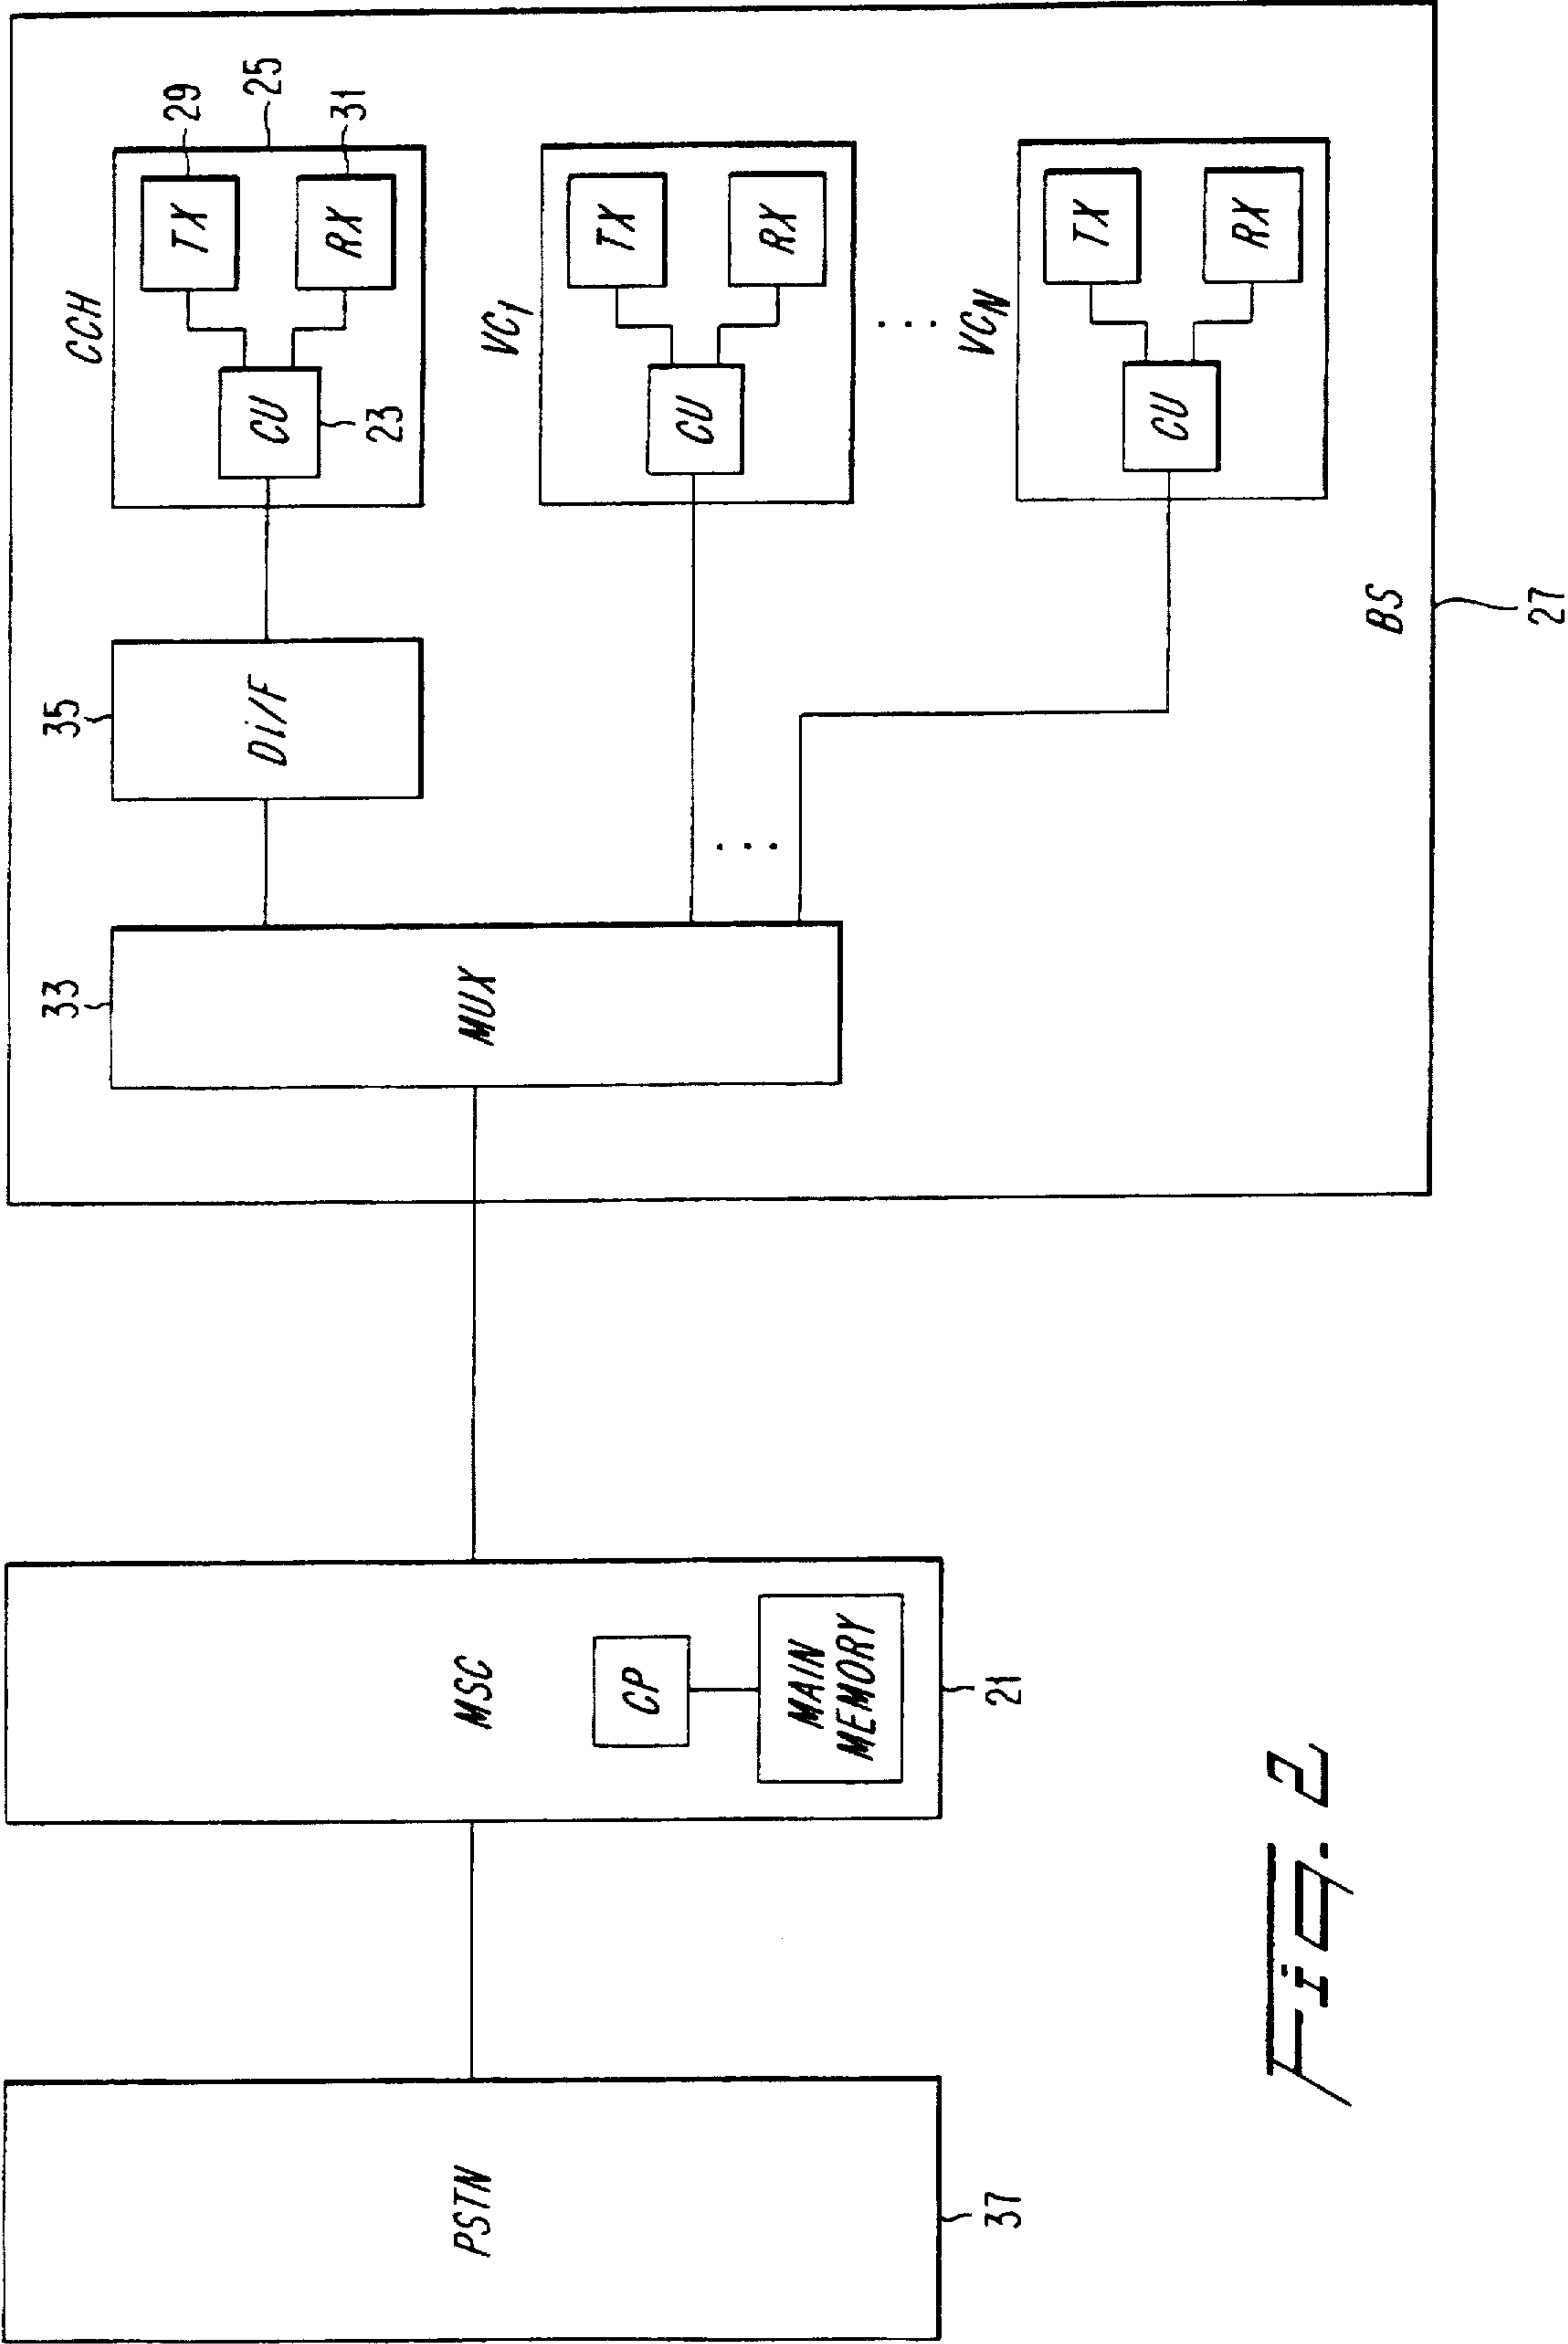 PSTN
37
MSC
CP
MAIN
MEMORY
21
33
MUX
35
Di/F
CCH
CU
23
TX
29
RX
31
25
VC1
CU
TX
RX
...
...
VCN
CU
TX
RX
BS
27
Fig. 2